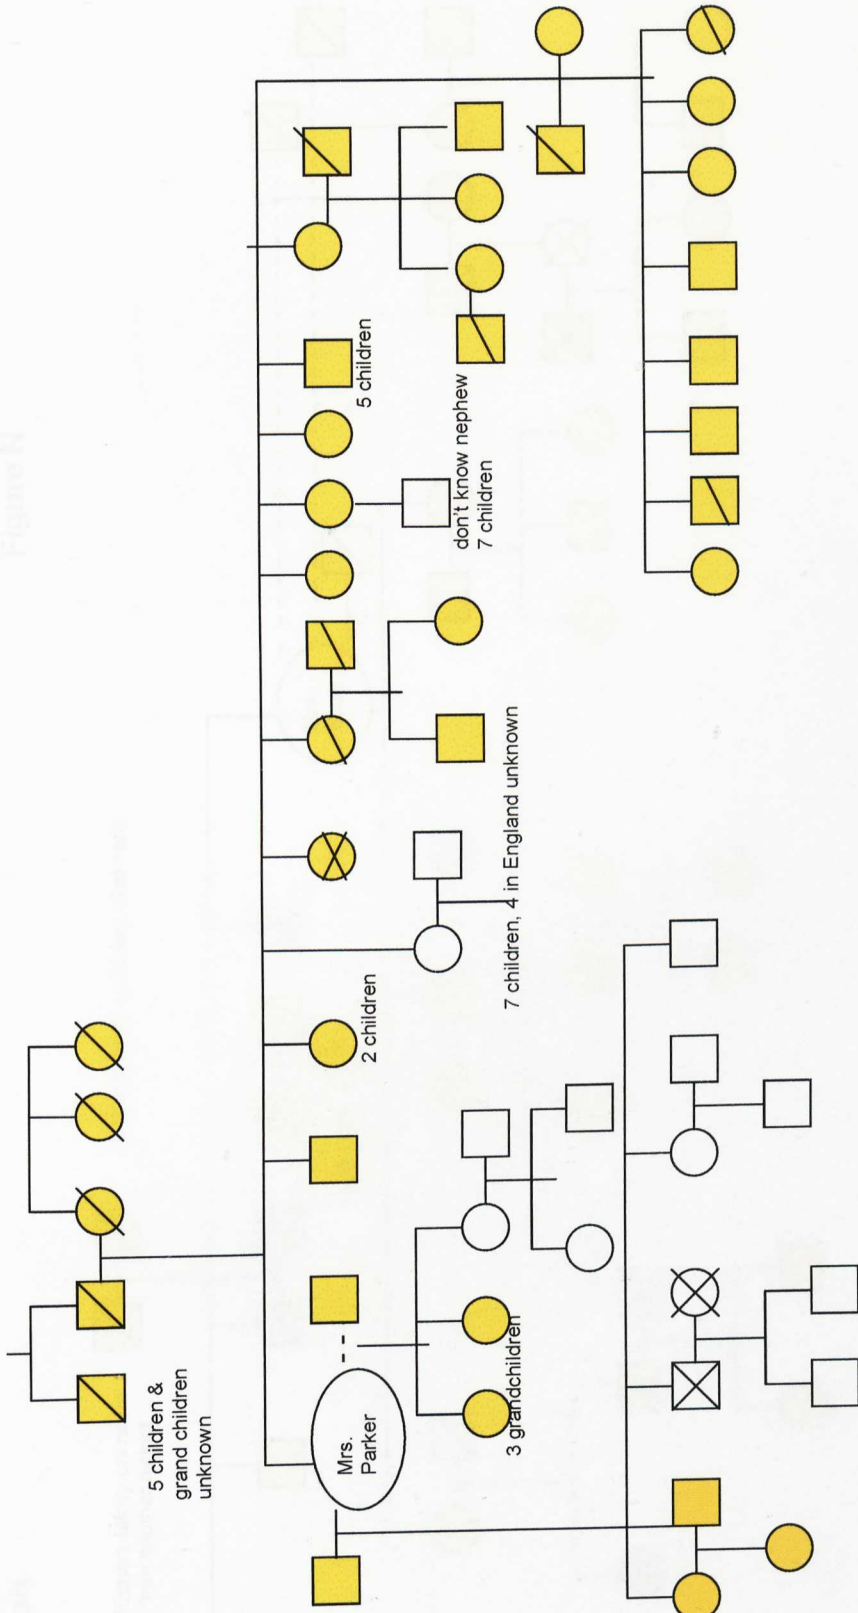 5 children &
grand children
unknown
Mrs.
Parker
3 grandchildren
2 children
7 children, 4 in England unknown
don't know nephew
7 children
5 children
Figure N